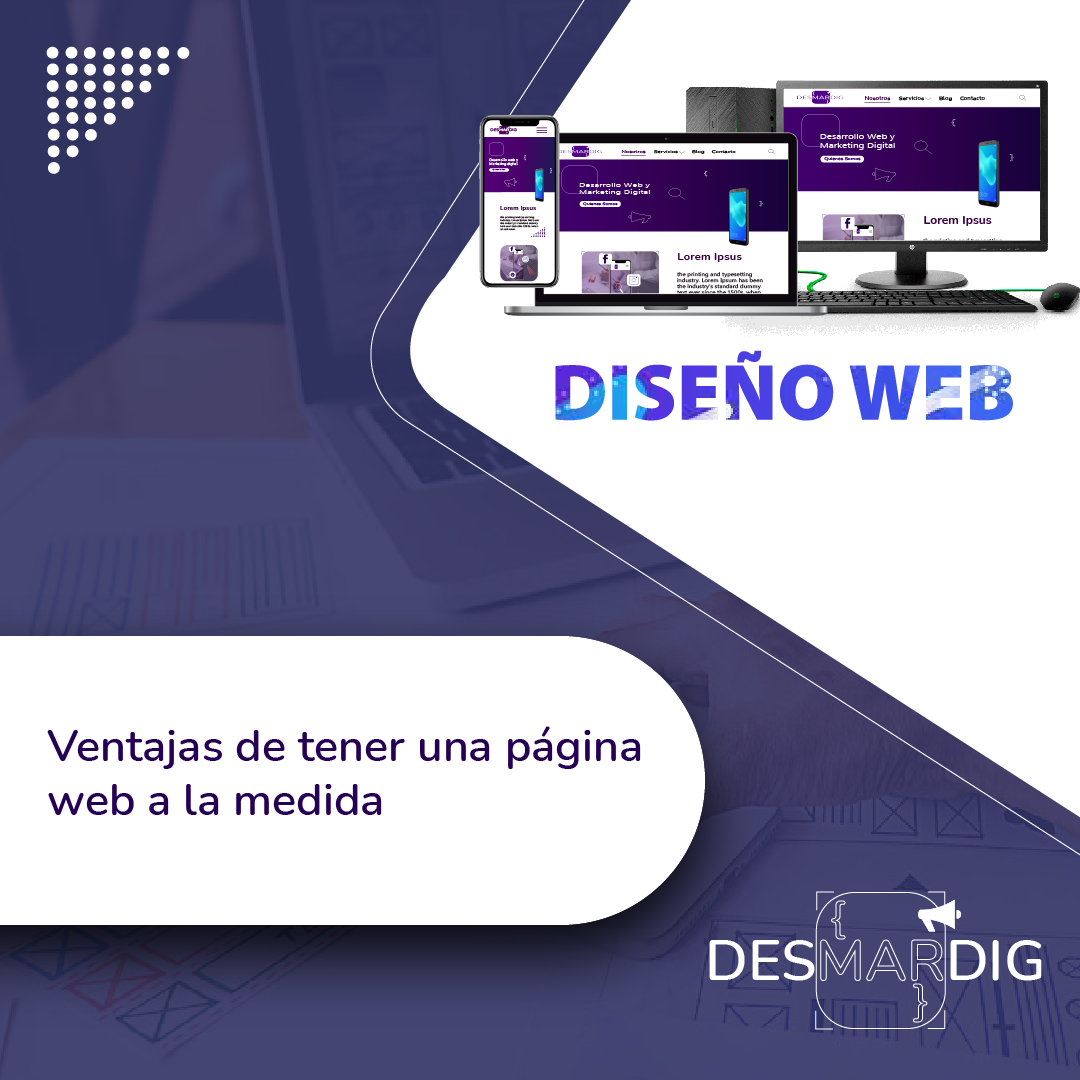 DESMARDIG
Nosotros Servicios Blog Contacto
Desarrollo Web y
Marketing Digital
Quienes Somos
Lorem Ipsus
DESMARDIG
Desarrollo web y
Marketing digital
Lorem Ipsus
DESMARDIG
Nosotros Servicios Blog Contacto
Desarrollo Web y
Marketing Digital
Quienes Somos
Lorem Ipsus
the printing and typesetting
industry. Lorem Ipsum has been
the industry's standard dummy
text ever since the 1500s, when
DISEÑO WEB
Ventajas de tener una página
web a la medida
DESMARDIG